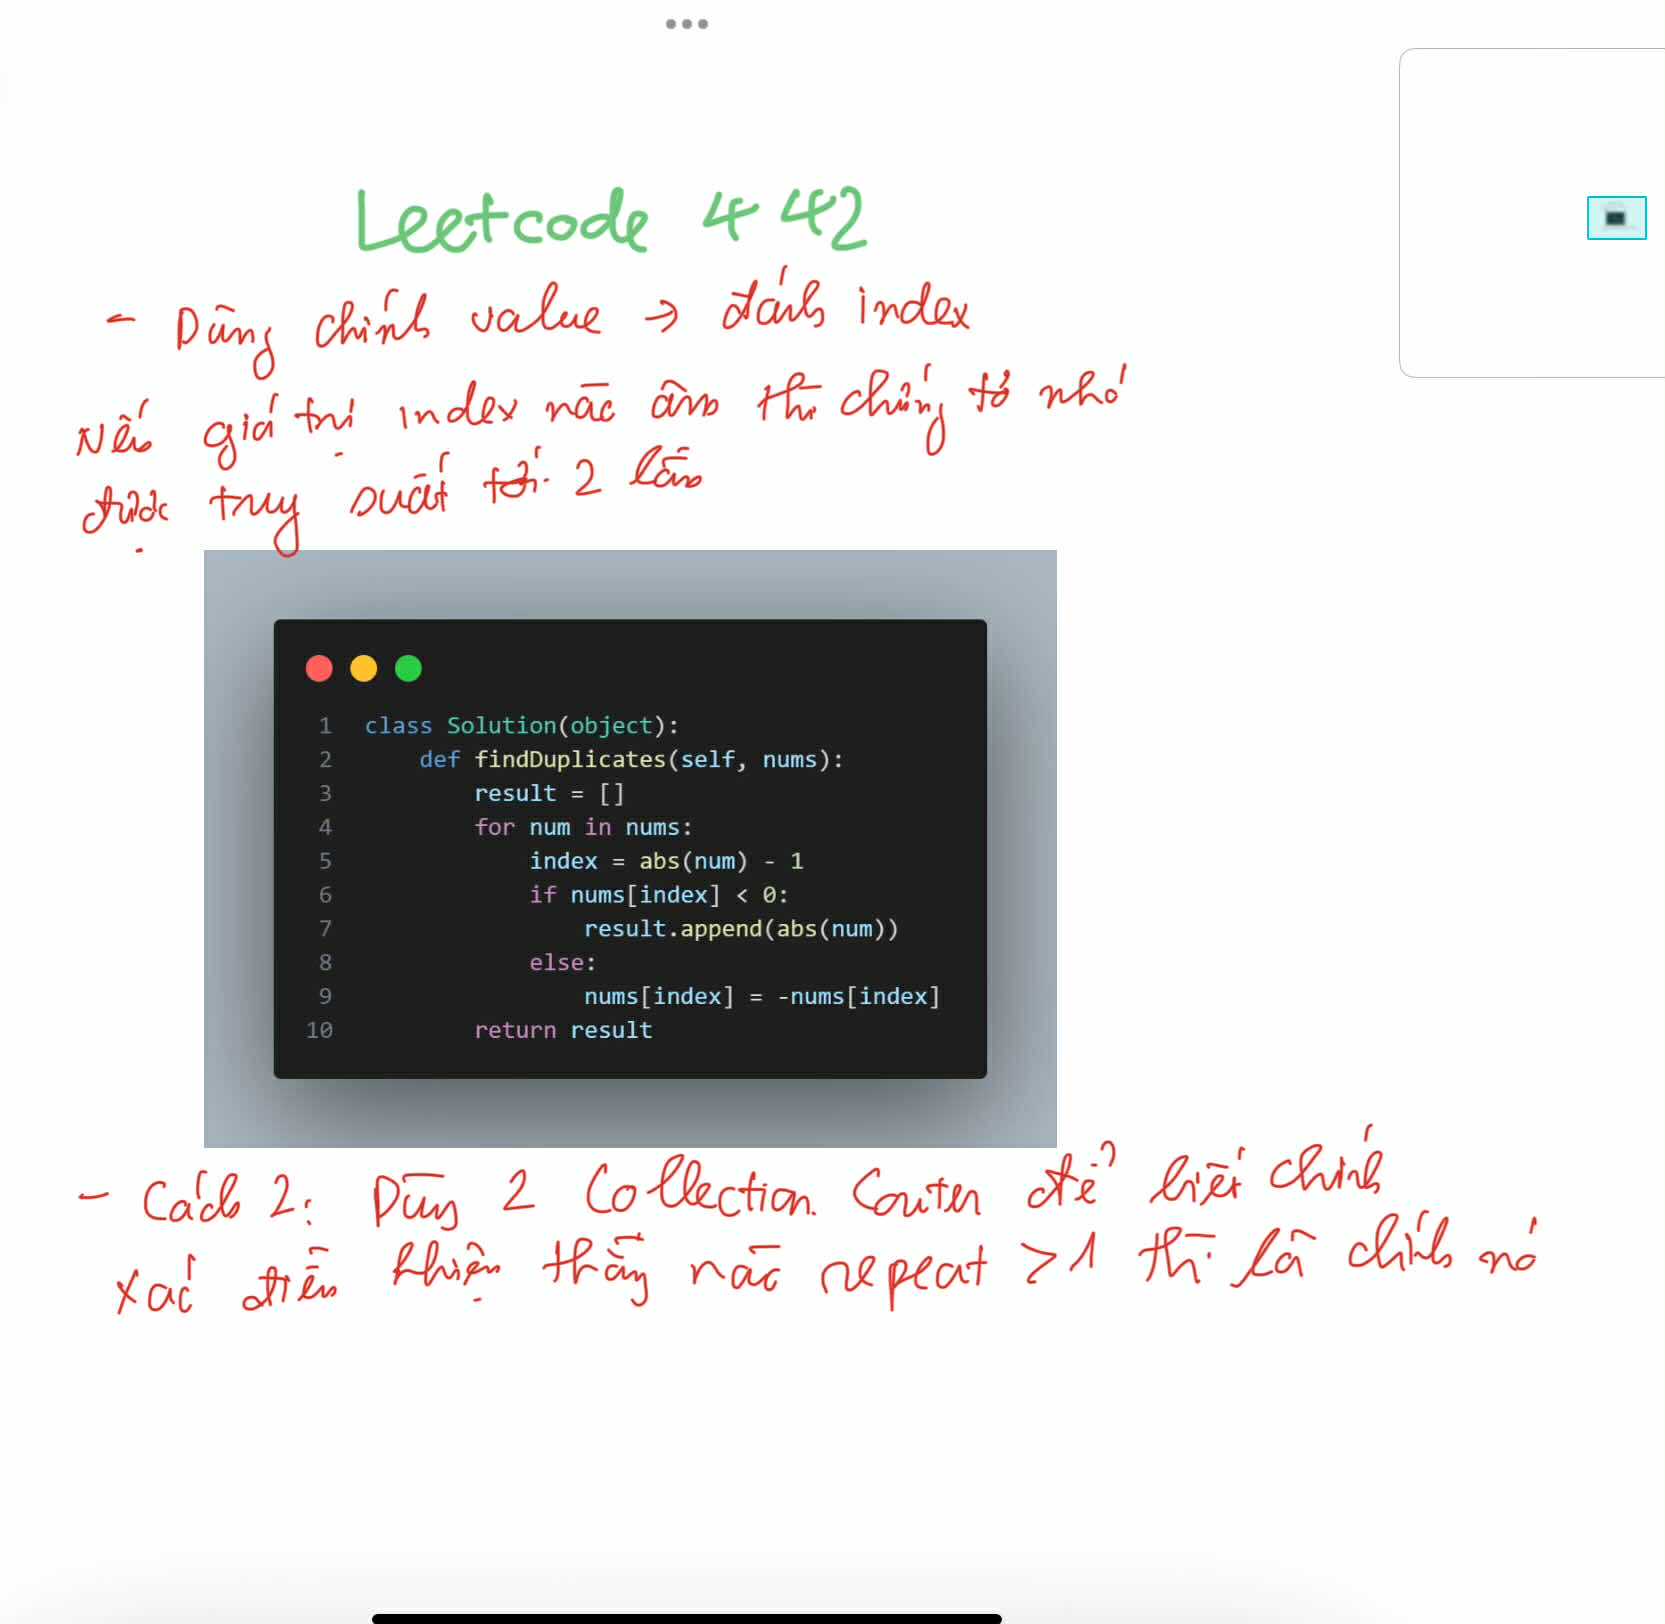 Leetcode 442
- Dùng chính value → đánh index
Nếu giá trị index nào âm thì chứng tỏ nhó
được truy suất tới 2 lần
1 class Solution(object):
2     def findDuplicates(self, nums):
3         result = []
4         for num in nums:
5             index = abs(num) - 1
6             if nums[index] < 0:
7                 result.append(abs(num))
8             else:
9                 nums[index] = -nums[index]
10         return result
- Cách 2: Dùng 2 Collection. Couter để biết chính
xác điều khiện thằng nào repeat >1 thì là chính nó